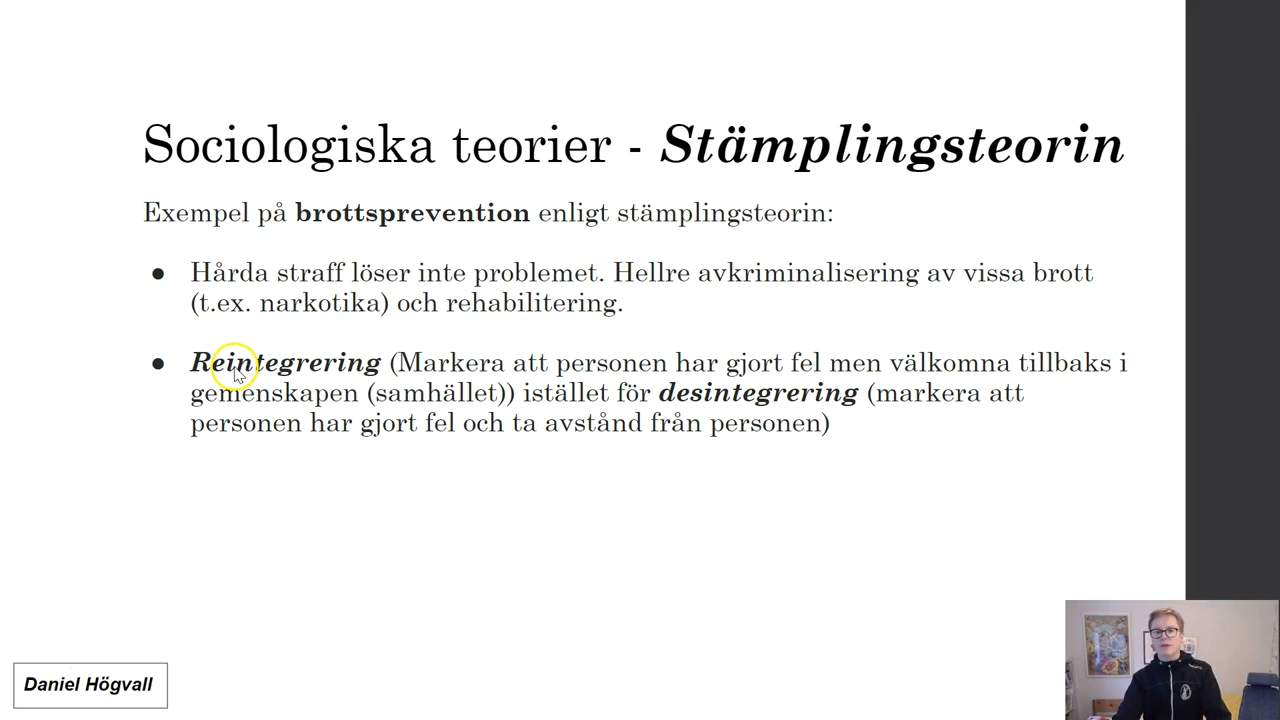 Sociologiska teorier - Stämplingsteorin
Exempel på brottsprevention enligt stämplingsteorin:
● Hårda straff löser inte problemet. Hellre avkriminalisering av vissa brott
(t.ex. narkotika) och rehabilitering.
● Reintegrering (Markera att personen har gjort fel men välkomna tillbaks i
gemenskapen (samhället)) istället för desintegrering (markera att
personen har gjort fel och ta avstånd från personen)
Daniel Högvall